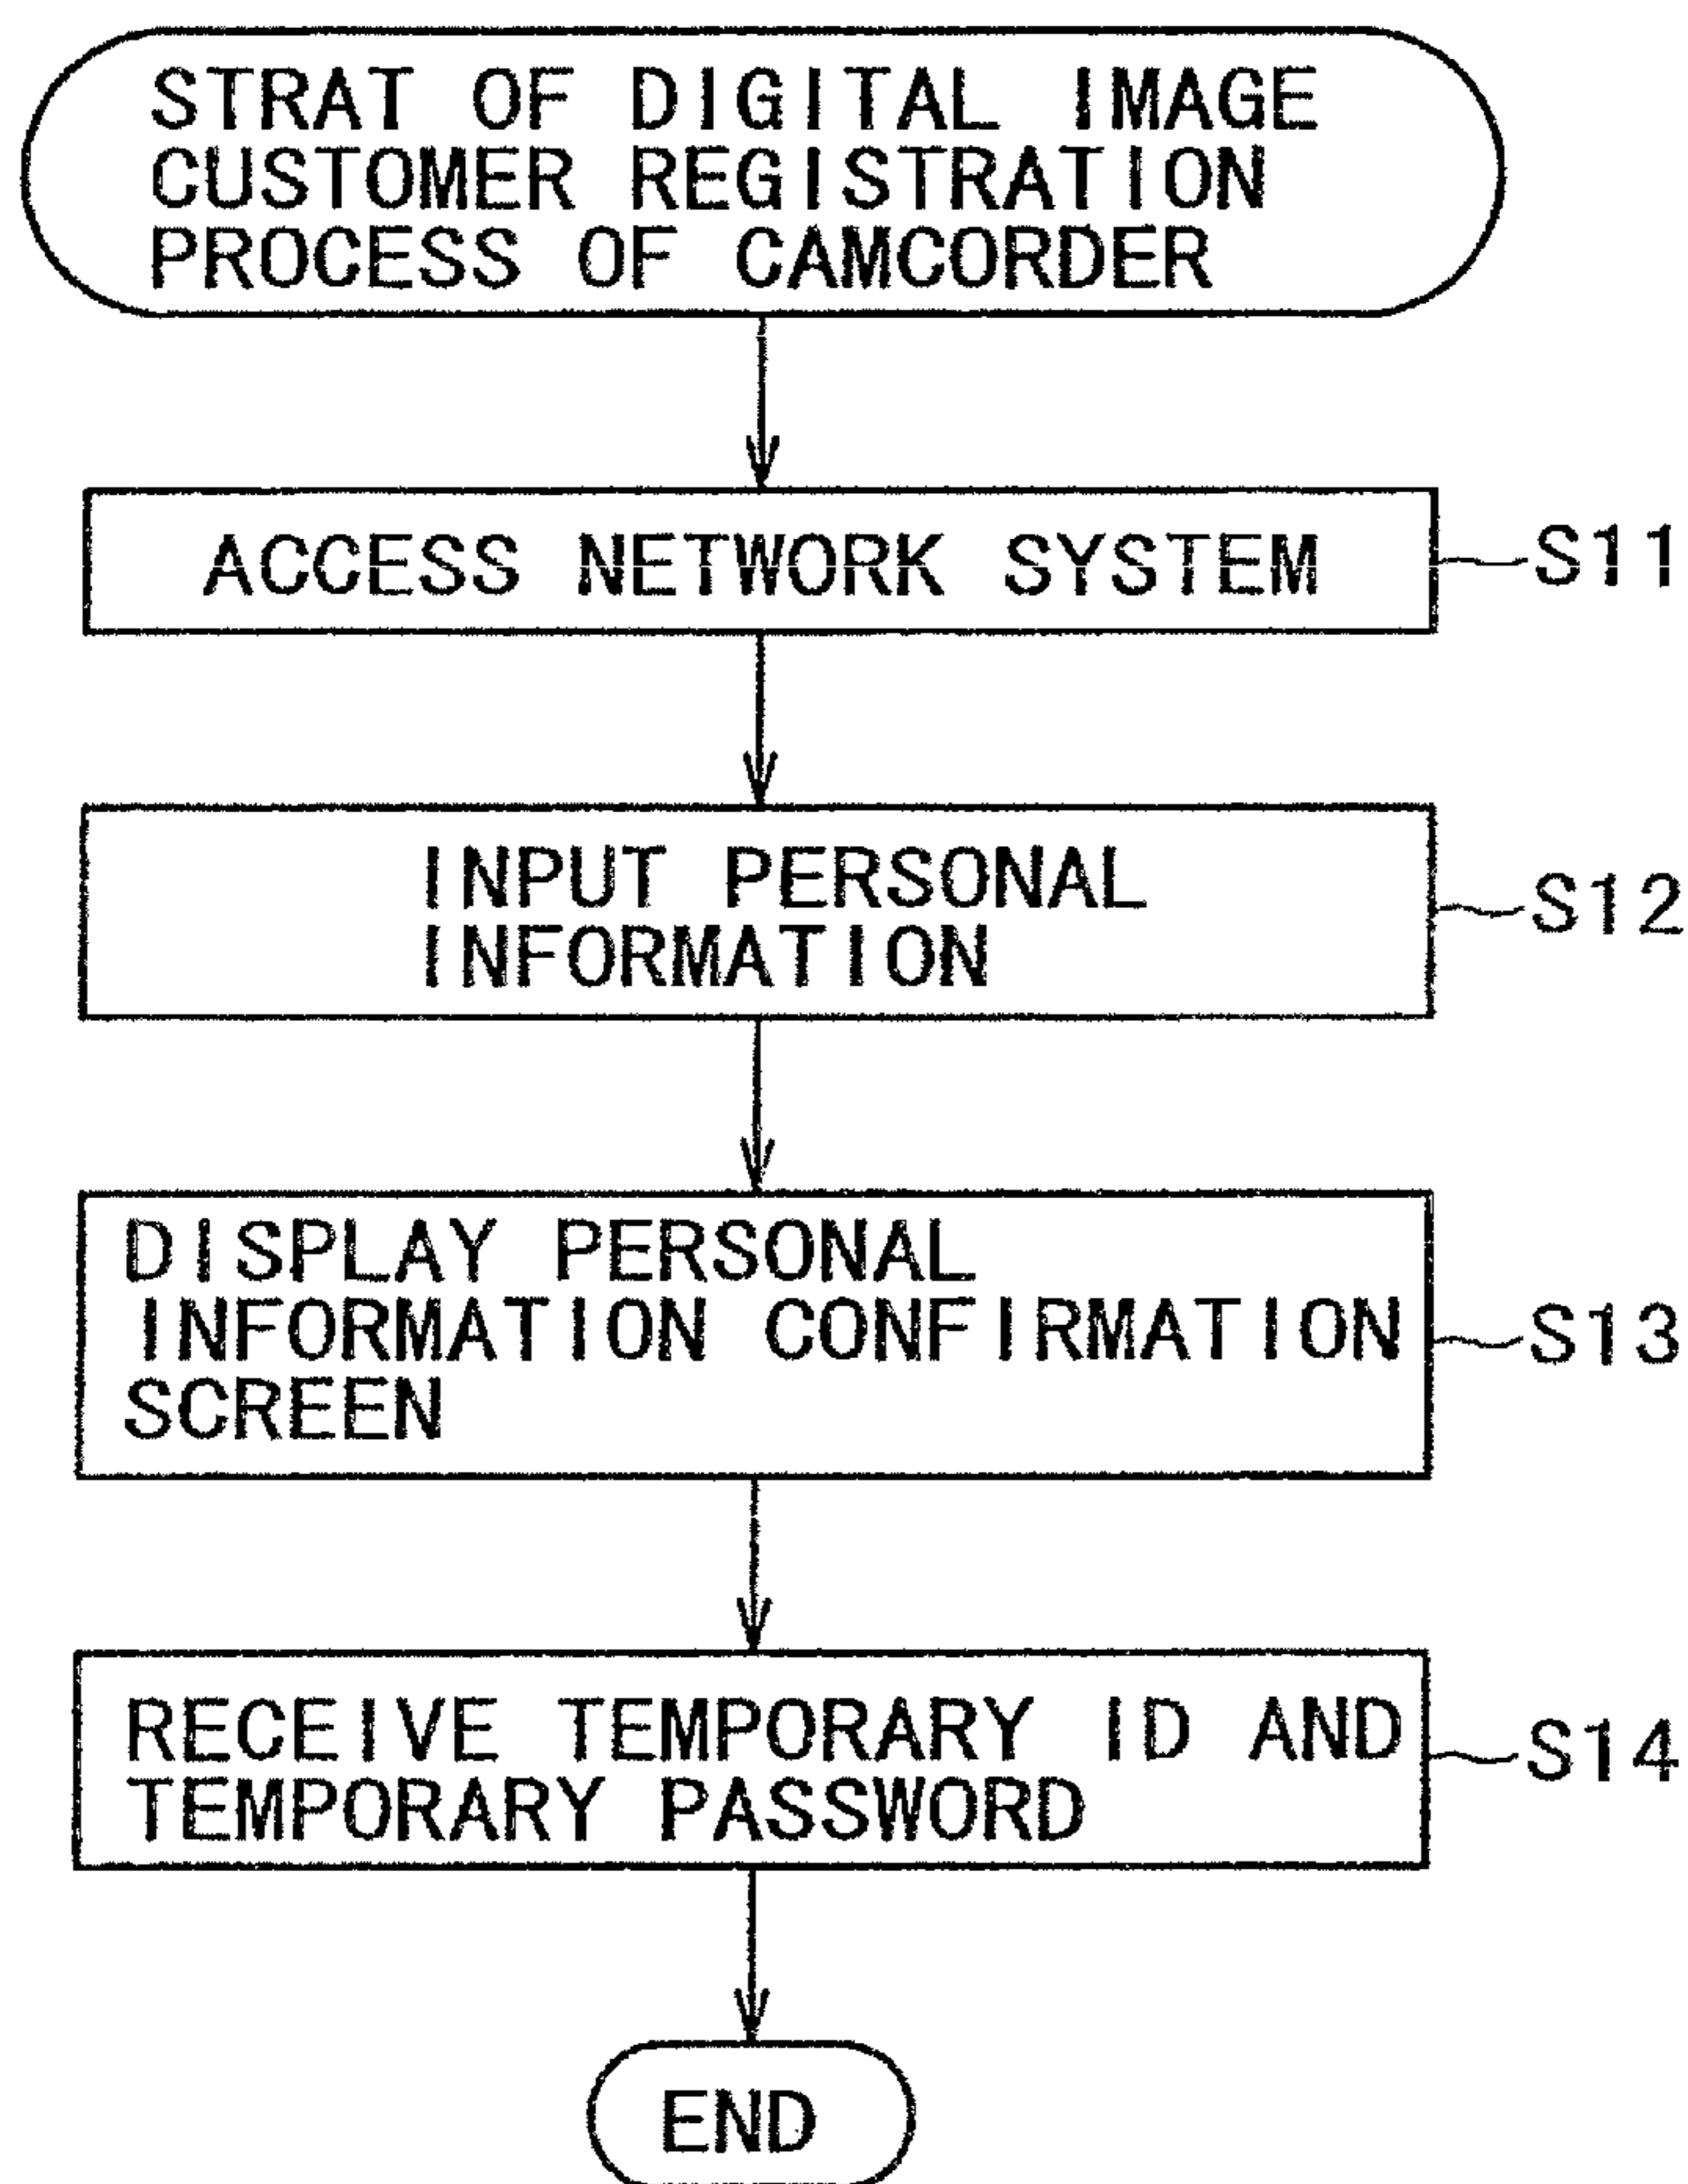 STRAT OF DIGITAL IMAGE
CUSTOMER REGISTRATION
PROCESS OF CAMCORDER
ACCESS NETWORK SYSTEM
S11
INPUT PERSONAL
INFORMATION
S12
DISPLAY PERSONAL
INFORMATION CONFIRMATION
SCREEN
S13
RECEIVE TEMPORARY ID AND
TEMPORARY PASSWORD
S14
END